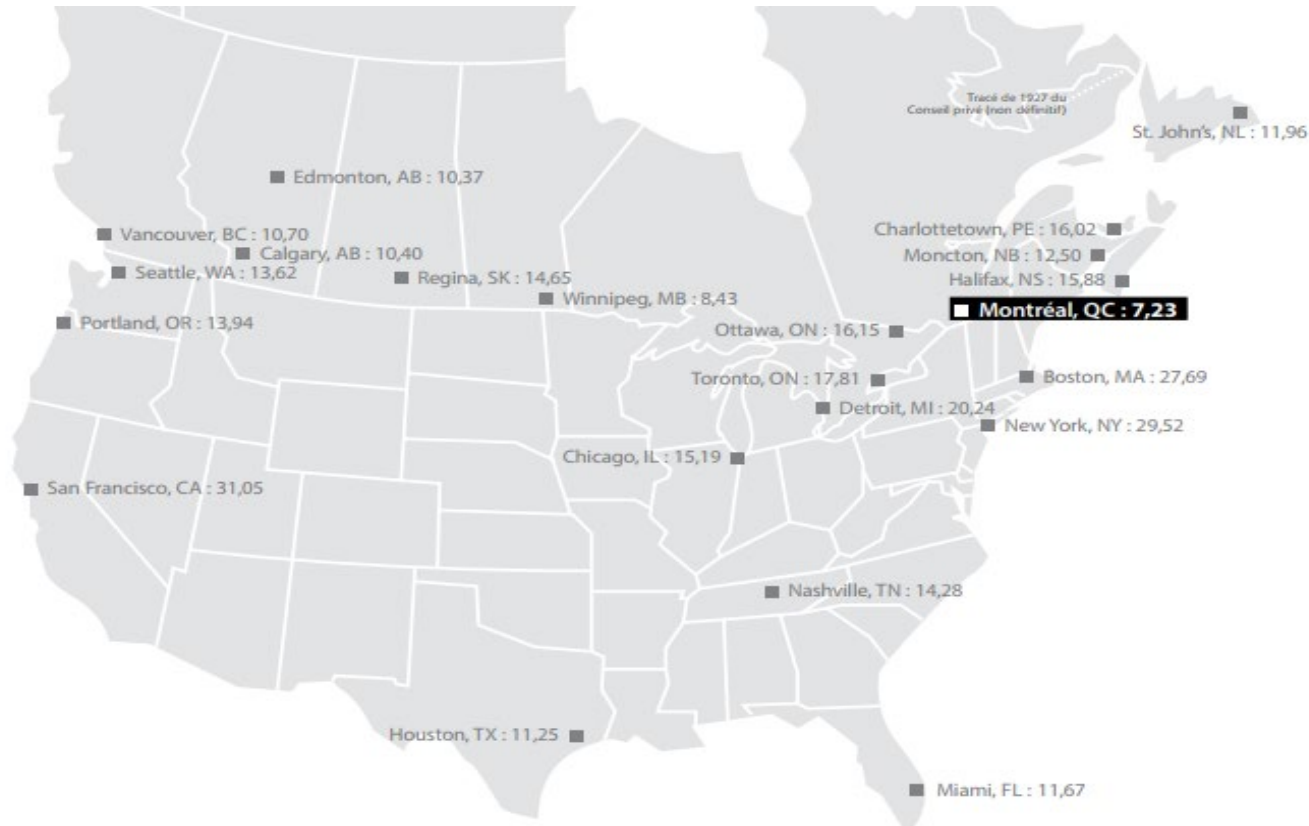 Tracé de 1927 du
Conseil privé (non définitif)
St. John's, NL : 11,96
Edmonton, AB : 10,37
Vancouver, BC : 10,70
Charlottetown, PE : 16,02
Calgary, AB : 10,40
Moncton, NB : 12,50
Seattle, WA : 13,62
Regina, SK : 14,65
Halifax, NS : 15,88
Winnipeg, MB : 8,43
Montréal, QC : 7,23
Portland, OR : 13,94
Ottawa, ON : 16,15
Toronto, ON : 17,81
Boston, MA : 27,69
Detroit, MI : 20,24
New York, NY : 29,52
Chicago, IL : 15,19
San Francisco, CA : 31,05
Nashville, TN : 14,28
Houston, TX : 11,25
Miami, FL : 11,67